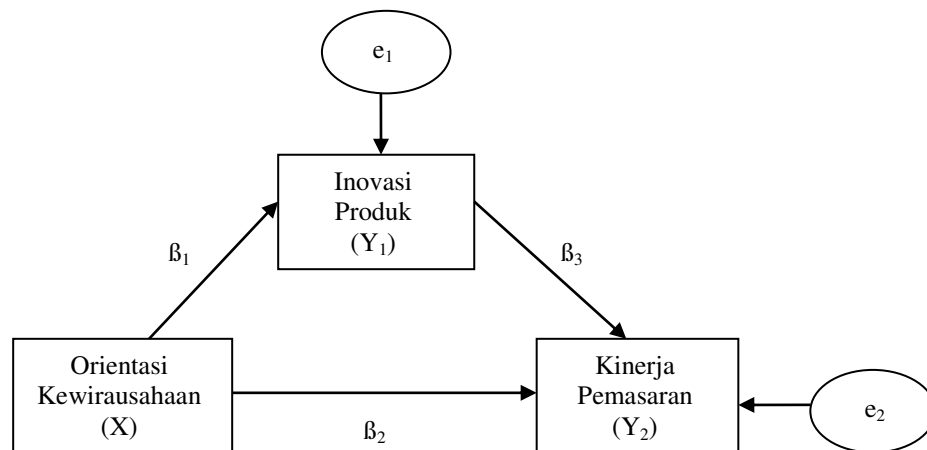 e₁
Inovasi
Produk
(Y₁)
ß₁
ß₃
Orientasi
Kewirausahaan
(X)
ß₂
Kinerja
Pemasaran
(Y₂)
e₂